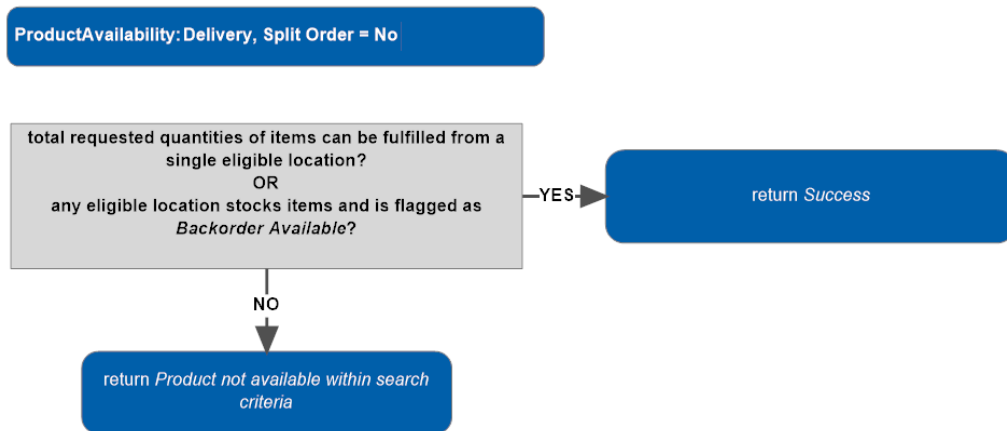 ProductAvailability: Delivery, Split Order = No
total requested quantities of items can be fulfilled from a
single eligible location?
OR
any eligible location stocks items and is flagged as
Backorder Available?
YES
return Success
NO
return Product not available within search
criteria